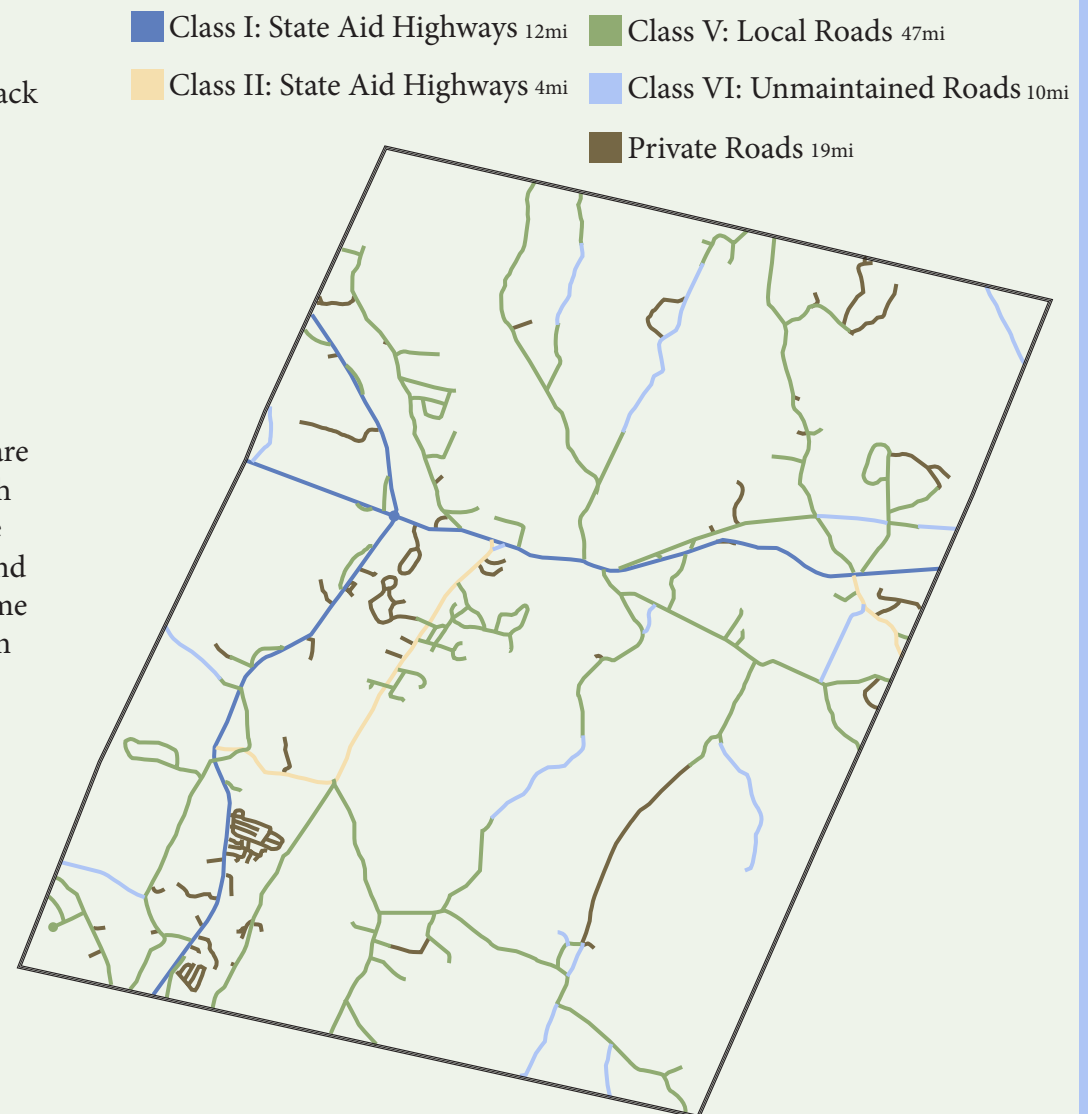 Class I: State Aid Highways 12mi
Class V: Local Roads 47mi
Class II: State Aid Highways 4mi
Class VI: Unmaintained Roads 10mi
Private Roads 19mi